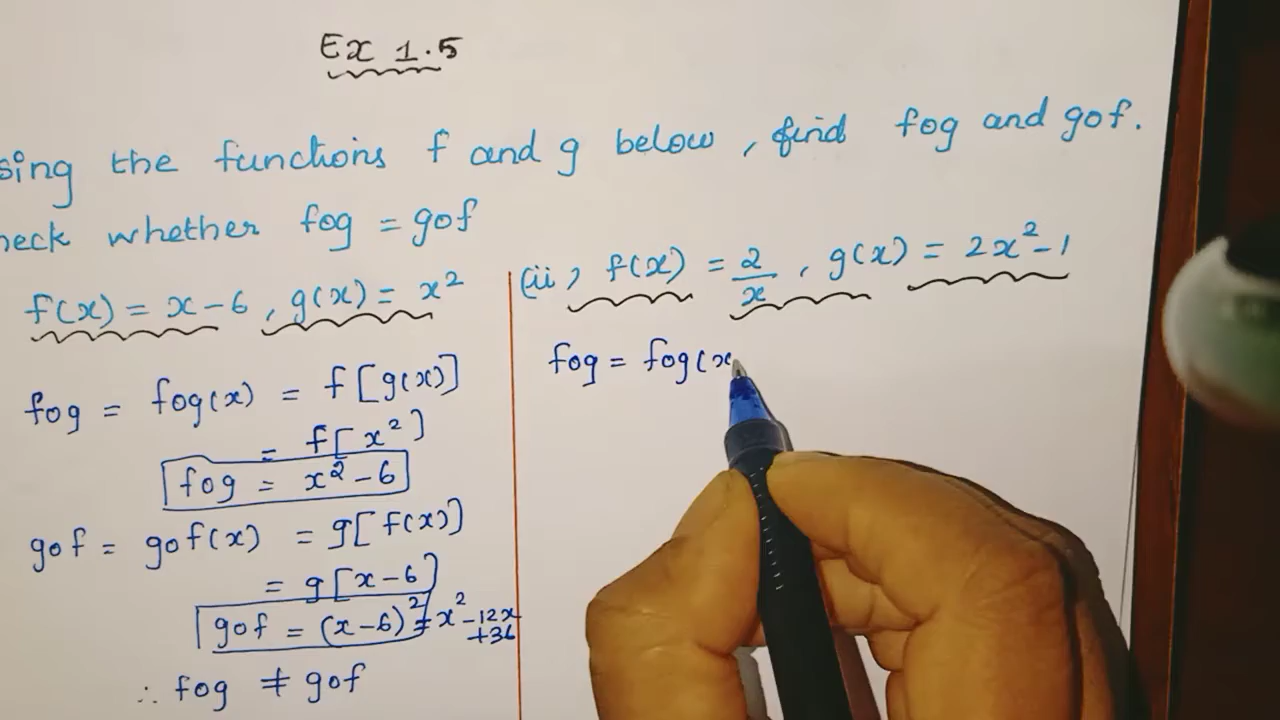 Ex 1.5
sing the functions f and g below, find fog and gof.
heck whether fog = gof
f(x) = x-6, g(x) = x²
fog = fog(x) = f[g(x)]
= f[x²]
fog = x²-6
gof = gof(x) = g[f(x)]
= g[x-6]
gof = (x-6)² = x² -12x +36
∴ fog ≠ gof
(ii) f(x) = 2/x, g(x) = 2x²-1
fog = fog(x